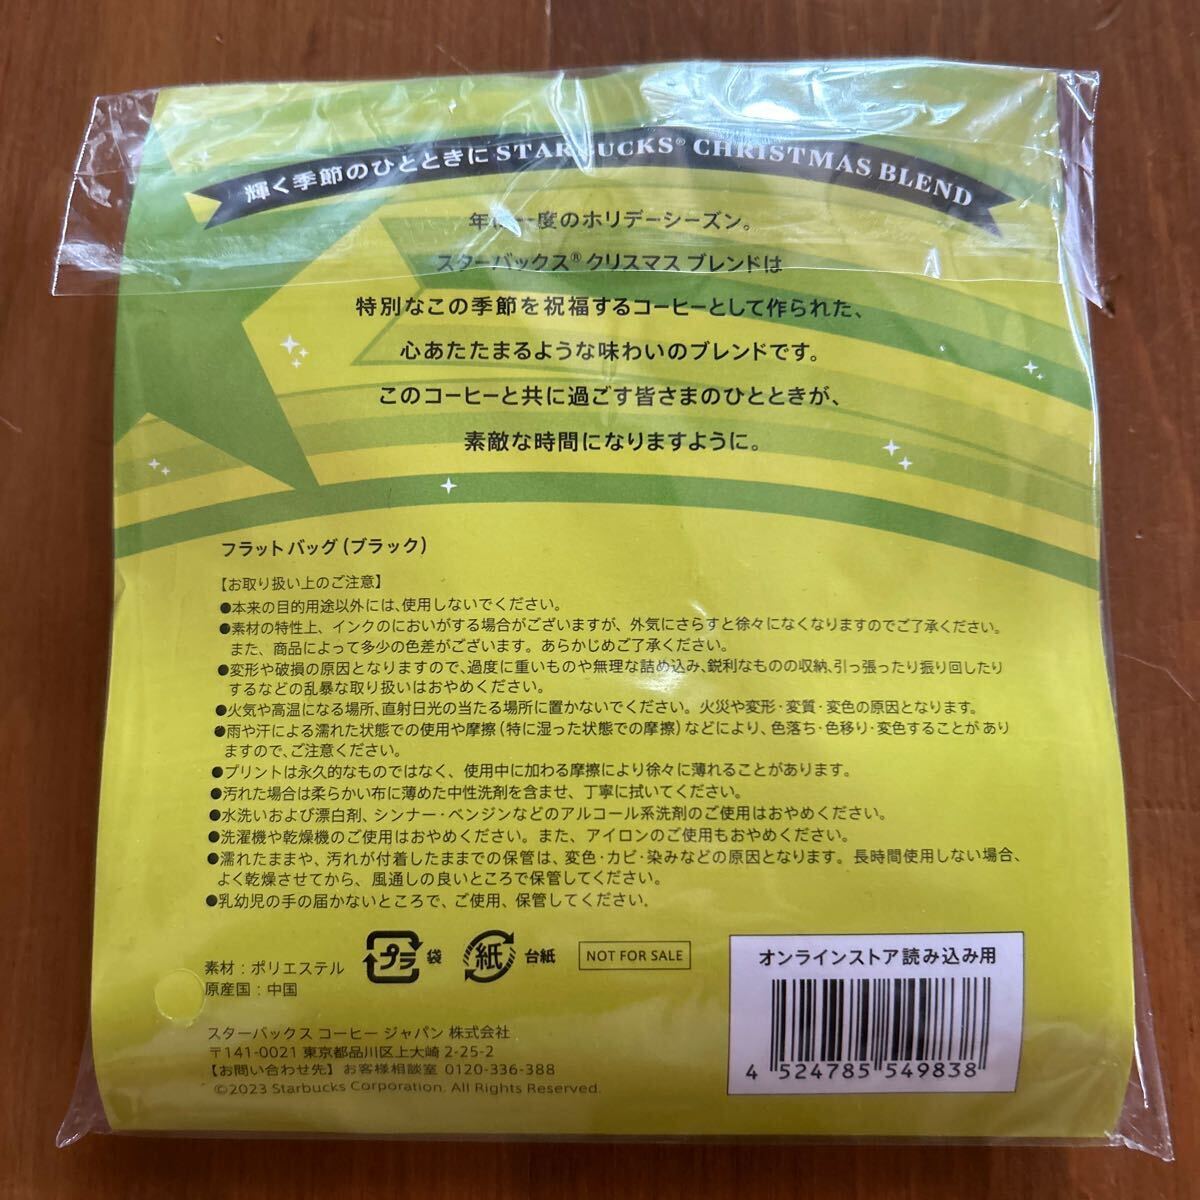 輝く季節のひとときに STARBUCKS® CHRISTMAS BLEND
年に一度のホリデーシーズン。
スターバックス® クリスマス ブレンドは
特別なこの季節を祝福するコーヒーとして作られた、
心あたたまるような味わいのブレンドです。
このコーヒーと共に過ごす皆さまのひとときが、
素敵な時間になりますように。
フラットバッグ（ブラック）
【お取り扱い上のご注意】
●本来の目的用途以外には、使用しないでください。
●素材の特性上、インクのにおいがする場合がございますが、外気にさらすと徐々になくなりますのでご了承ください。
また、商品によって多少の色差がございます。あらかじめご了承ください。
●変形や破損の原因となりますので、過度に重いものや無理な詰め込み、鋭利なものの収納、引っ張ったり振り回したり
するなどの乱暴な取り扱いはおやめください。
●火気や高温になる場所、直射日光の当たる場所に置かないでください。火災や変形・変質・変色の原因となります。
●雨や汗による濡れた状態での使用や摩擦（特に湿った状態での摩擦）などにより、色落ち・色移り・変色することがあり
ますので、ご注意ください。
●プリントは永久的なものではなく、使用中に加わる摩擦により徐々に薄れることがあります。
●汚れた場合は柔らかい布に薄めた中性洗剤を含ませ、丁寧に拭いてください。
●水洗いおよび漂白剤、シンナー・ベンジンなどのアルコール系洗剤のご使用はおやめください。
●洗濯機や乾燥機のご使用はおやめください。また、アイロンのご使用もおやめください。
●濡れたままや、汚れが付着したままでの保管は、変色・カビ・染みなどの原因となります。長時間使用しない場合、
よく乾燥させてから、風通しの良いところで保管してください。
●乳幼児の手の届かないところで、ご使用、保管してください。
素材：ポリエステル
原産国：中国
プラ 袋
紙 台紙
NOT FOR SALE
オンラインストア読み込み用
4 524785 549838
スターバックス コーヒー ジャパン 株式会社
〒141-0021 東京都品川区上大崎 2-25-2
【お問い合わせ先】お客様相談室 0120-336-388
©2023 Starbucks Corporation. All Rights Reserved.